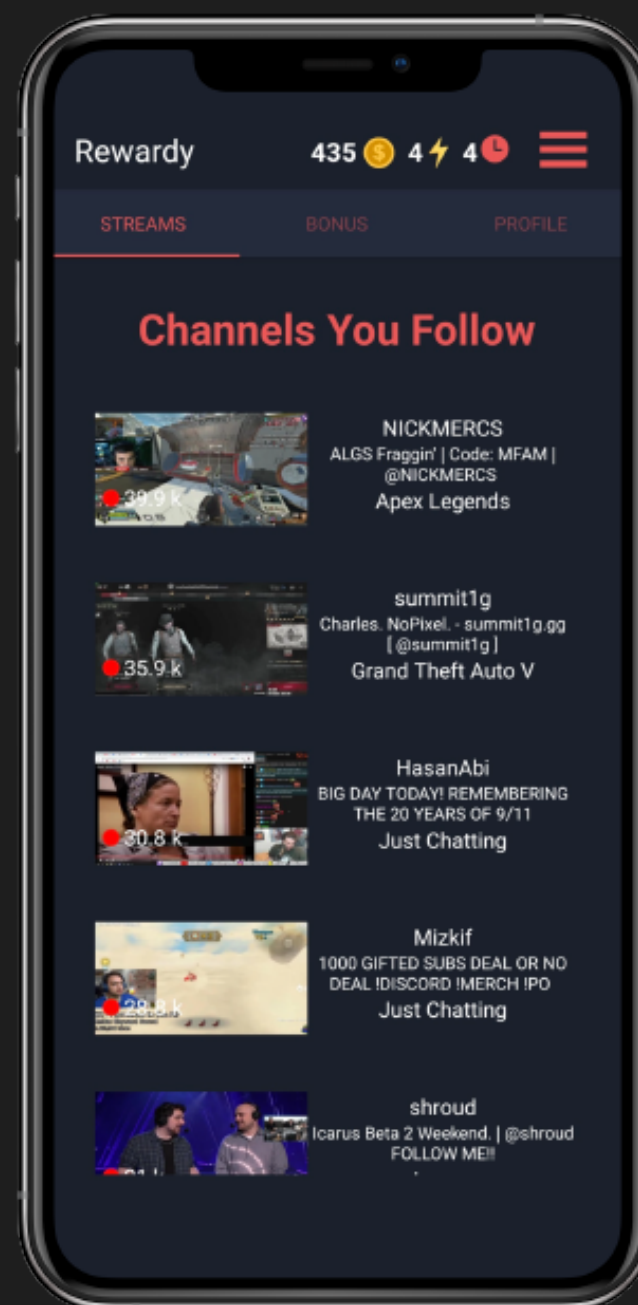 Rewardy
435 4 4
STREAMS BONUS PROFILE
Channels You Follow
NICKMERCS
ALGS Fraggin' | Code: MFAM |
@NICKMERCS
Apex Legends
39.9 k
summit1g
Charles. NoPixel. - summit1g.gg
[ @summit1g ]
Grand Theft Auto V
35.9 k
HasanAbi
BIG DAY TODAY! REMEMBERING
THE 20 YEARS OF 9/11
Just Chatting
30.8 k
Mizkif
1000 GIFTED SUBS DEAL OR NO
DEAL !DISCORD !MERCH !PO
Just Chatting
28.8 k
shroud
Icarus Beta 2 Weekend. | @shroud
FOLLOW ME!!